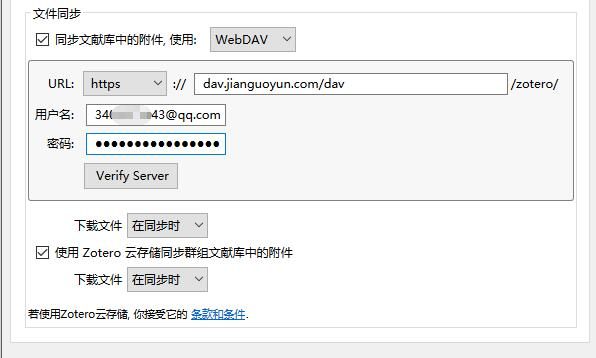 文件同步
同步文献库中的附件, 使用: WebDAV
URL: https :// dav.jianguoyun.com/dav /zotero/
用户名: 340 43@qq.com
密码: ●●●●●●●●●●●●●●●●
Verify Server
下载文件 在同步时
使用 Zotero 云存储同步群组文献库中的附件
下载文件 在同步时
若使用Zotero云存储, 你接受它的 条款和条件.